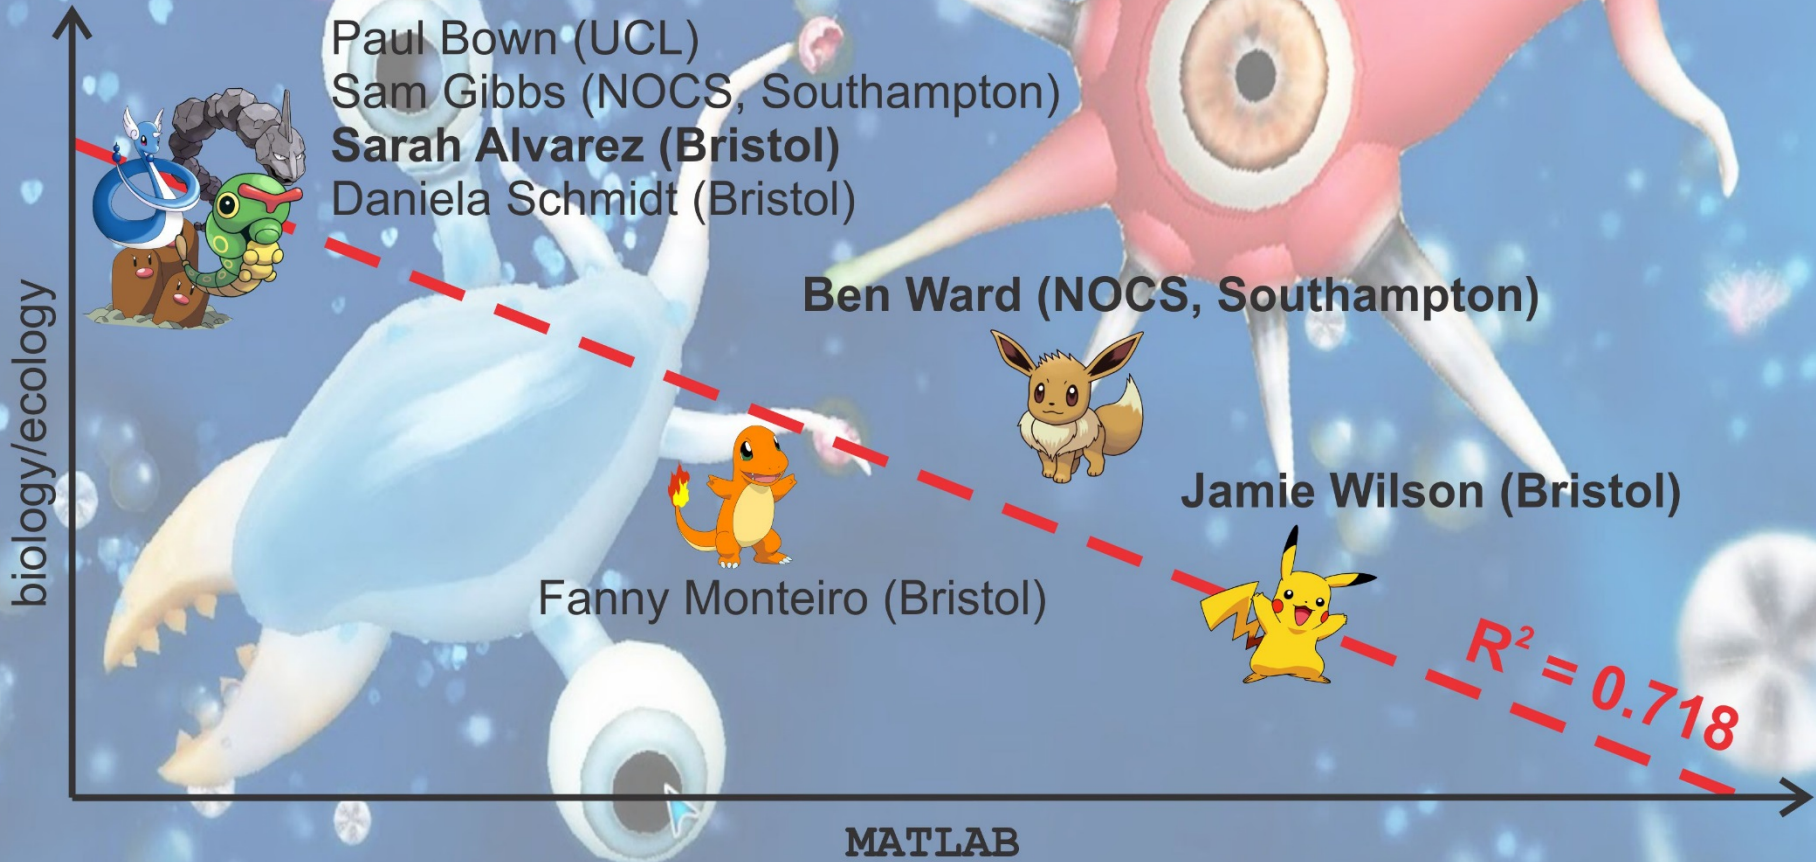 Paul Bown (UCL)
Sam Gibbs (NOCS, Southampton)
Sarah Alvarez (Bristol)
Daniela Schmidt (Bristol)
Ben Ward (NOCS, Southampton)
Jamie Wilson (Bristol)
Fanny Monteiro (Bristol)
R² = 0.718
biology/ecology
MATLAB